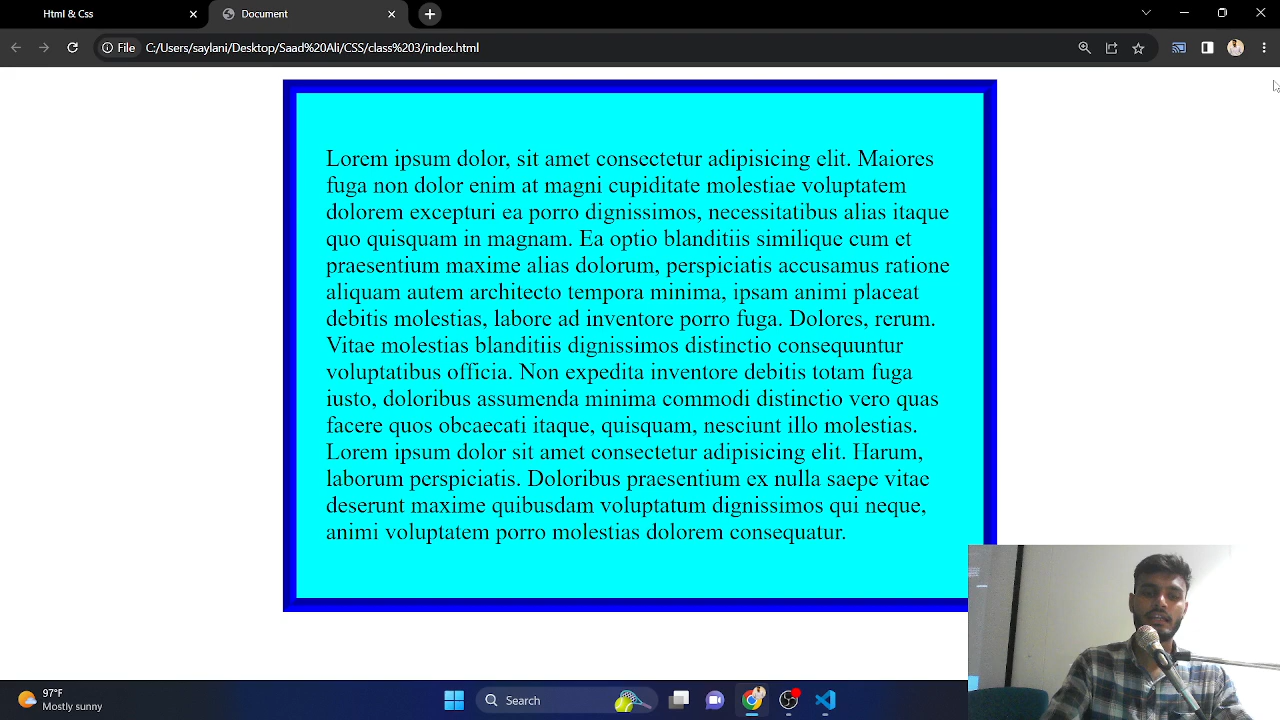 Html & Css
Document
File
C:/Users/saylani/Desktop/Saad%20Ali/CSS/class%203/index.html
Lorem ipsum dolor, sit amet consectetur adipisicing elit. Maiores
fuga non dolor enim at magni cupiditate molestiae voluptatem
dolorem excepturi ea porro dignissimos, necessitatibus alias itaque
quo quisquam in magnam. Ea optio blanditiis similique cum et
praesentium maxime alias dolorum, perspiciatis accusamus ratione
aliquam autem architecto tempora minima, ipsam animi placeat
debitis molestias, labore ad inventore porro fuga. Dolores, rerum.
Vitae molestias blanditiis dignissimos distinctio consequuntur
voluptatibus officia. Non expedita inventore debitis totam fuga
iusto, doloribus assumenda minima commodi distinctio vero quas
facere quos obcaecati itaque, quisquam, nesciunt illo molestias.
Lorem ipsum dolor sit amet consectetur adipisicing elit. Harum,
laborum perspiciatis. Doloribus praesentium ex nulla saepe vitae
deserunt maxime quibusdam voluptatum dignissimos qui neque,
animi voluptatem porro molestias dolorem consequatur.
97°F
Mostly sunny
Search